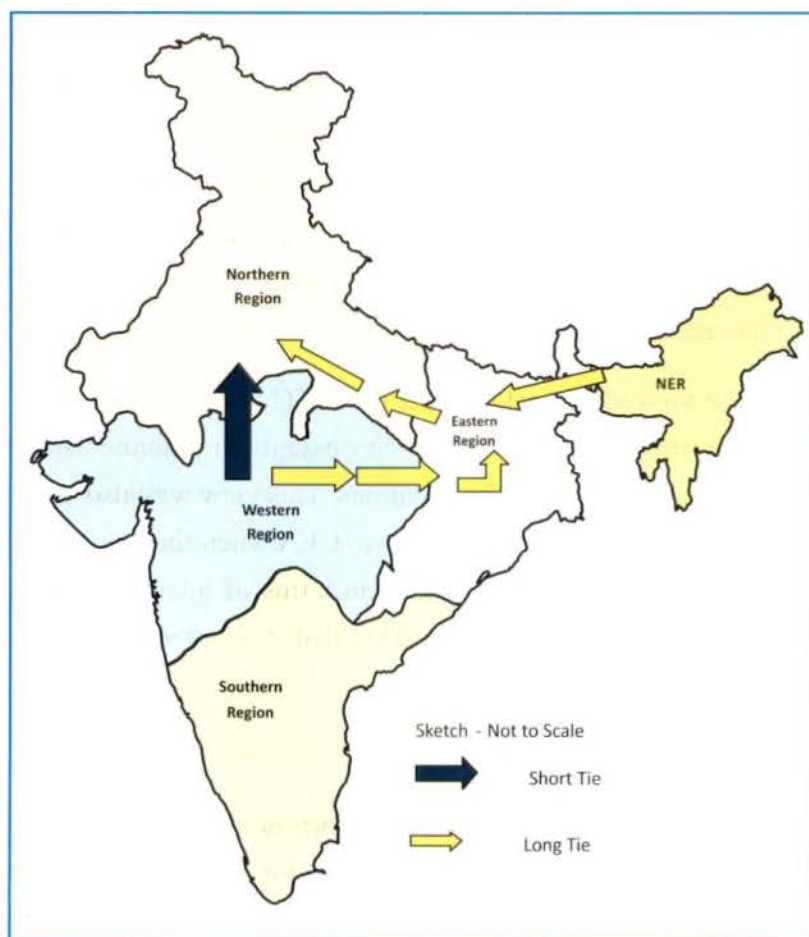 Northern
Region
NER
Eastern
Region
Western
Region
Southern
Region
Sketch - Not to Scale
Short Tie
Long Tie